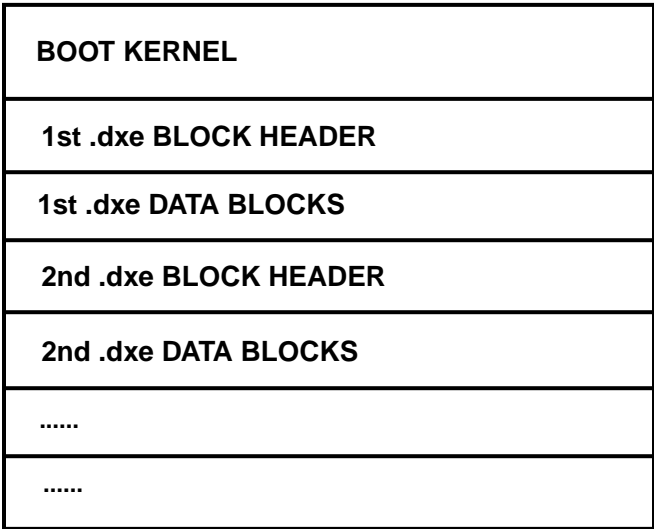 BOOT KERNEL
1st .dxe BLOCK HEADER
1st .dxe DATA BLOCKS
2nd .dxe BLOCK HEADER
2nd .dxe DATA BLOCKS
......
......